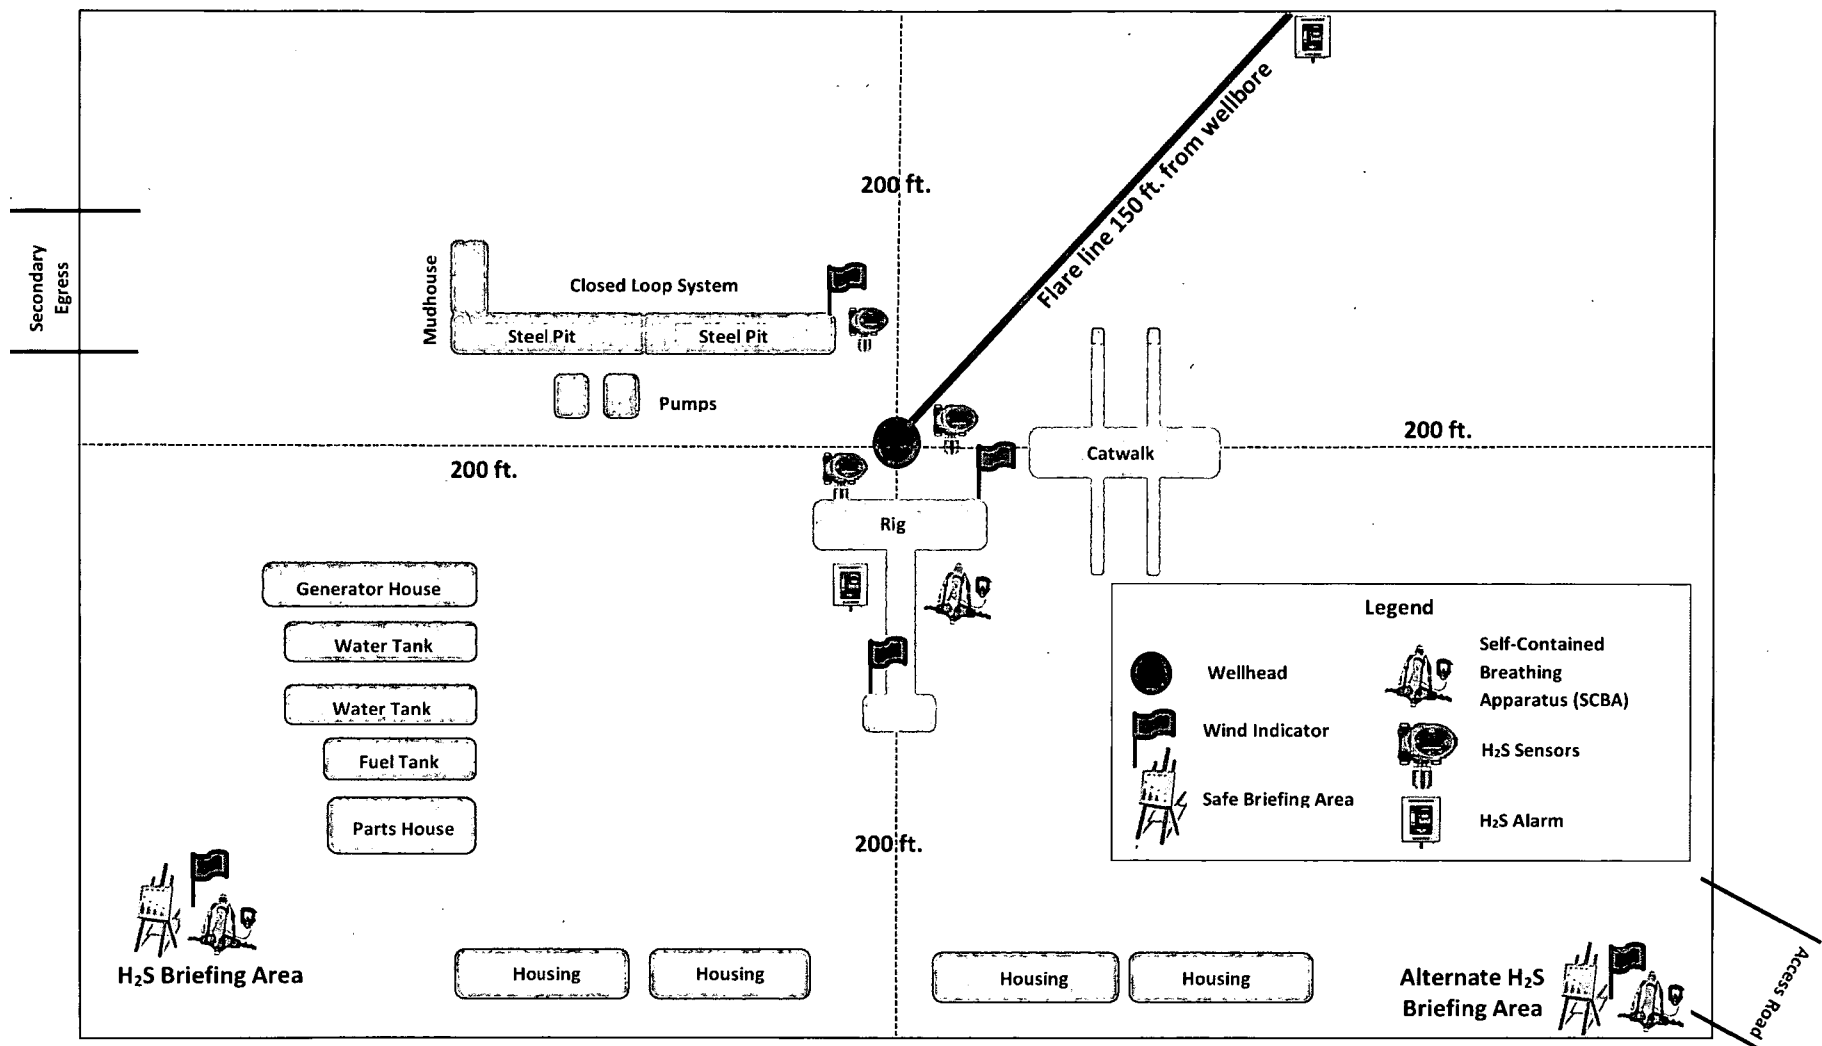 200 ft.
Flare line 150 ft. from wellbore
Secondary
Egress
Mudhouse
Closed Loop System
Steel Pit
Steel Pit
Pumps
200 ft.
200 ft.
Catwalk
Rig
Generator House
Water Tank
Water Tank
Fuel Tank
Parts House
200 ft.
Legend
Wellhead
Wind Indicator
Safe Briefing Area
Self-Contained
Breathing
Apparatus (SCBA)
H₂S Sensors
H₂S Alarm
H₂S Briefing Area
Housing
Housing
Housing
Housing
Alternate H₂S
Briefing Area
Access Road